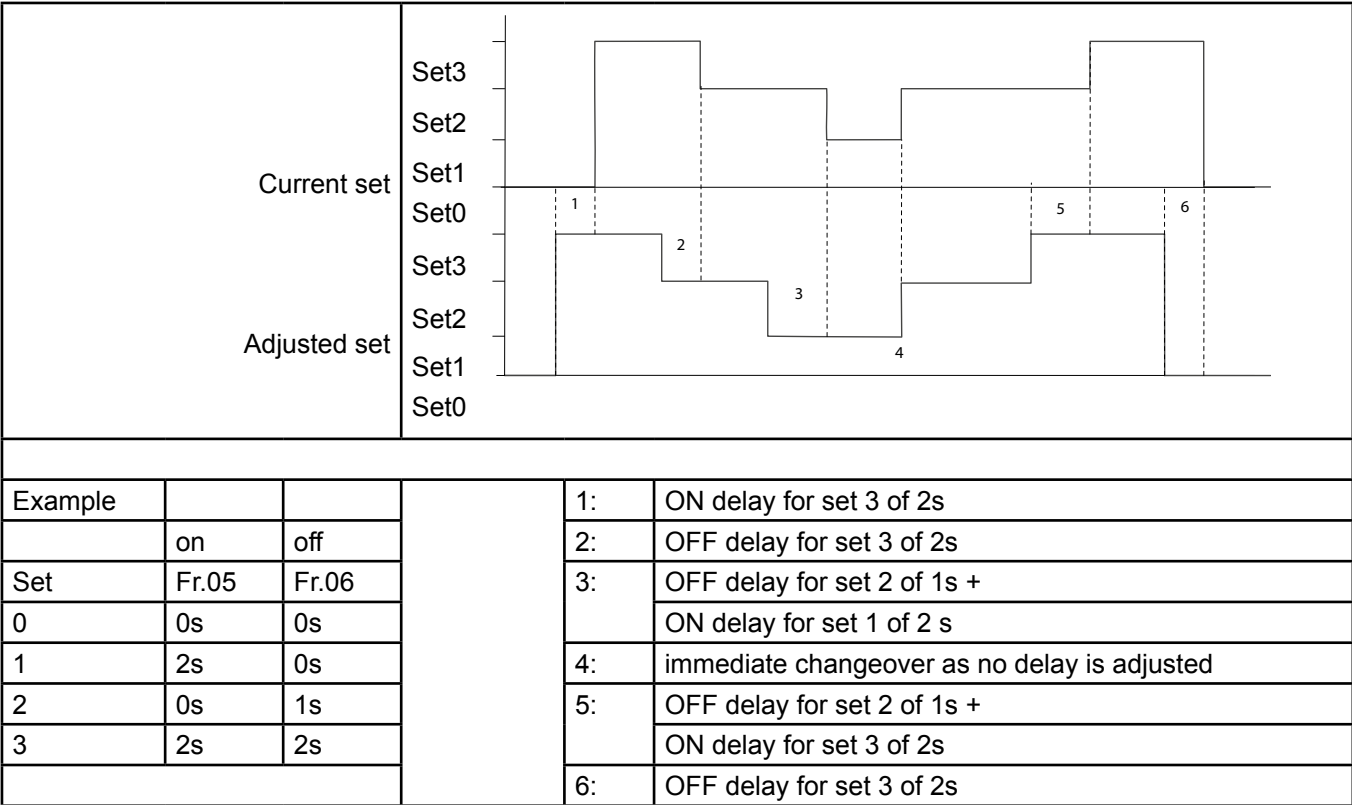 Set3
Set2
Current set Set1
Set0
1 5 6
2
Set3
3
Set2
Adjusted set
4
Set1
Set0
Example 1: ON delay for set 3 of 2s
on off 2: OFF delay for set 3 of 2s
Set Fr.05 Fr.06 3: OFF delay for set 2 of 1s +
0 0s 0s ON delay for set 1 of 2 s
1 2s 0s 4: immediate changeover as no delay is adjusted
2 0s 1s 5: OFF delay for set 2 of 1s +
3 2s 2s ON delay for set 3 of 2s
6: OFF delay for set 3 of 2s